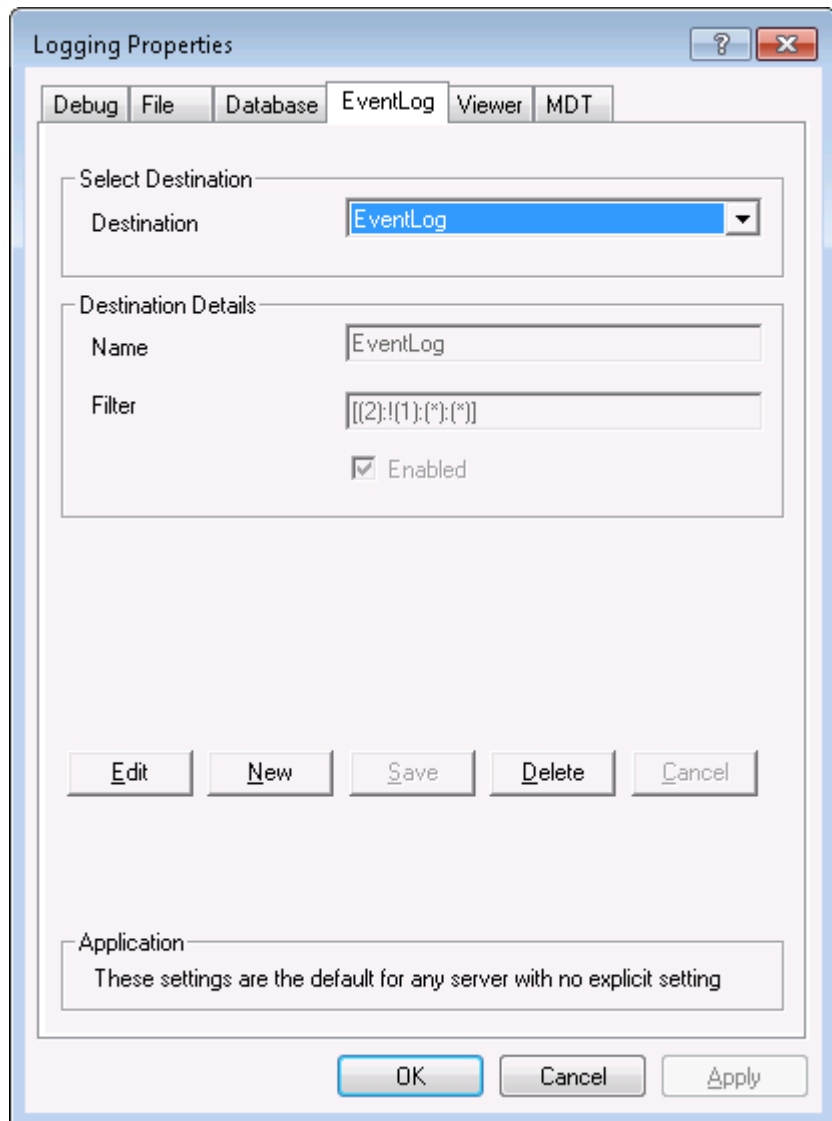 Logging Properties
?
Debug File Database EventLog Viewer MDT
Select Destination
Destination EventLog
Destination Details
Name EventLog
Filter [(2):!(1):(*):(*)]
Enabled
Edit New Save Delete Cancel
Application
These settings are the default for any server with no explicit setting
OK Cancel Apply